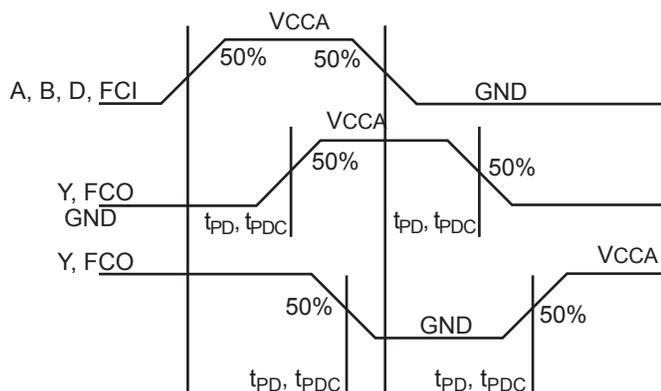 VCCA
50% 50%
A, B, D, FCI
GND
VCCA
50% 50%
Y, FCO
GND
tPD, tPDC tPD, tPDC
Y, FCO
VCCA
50% GND 50%
tPD, tPDC tPD, tPDC